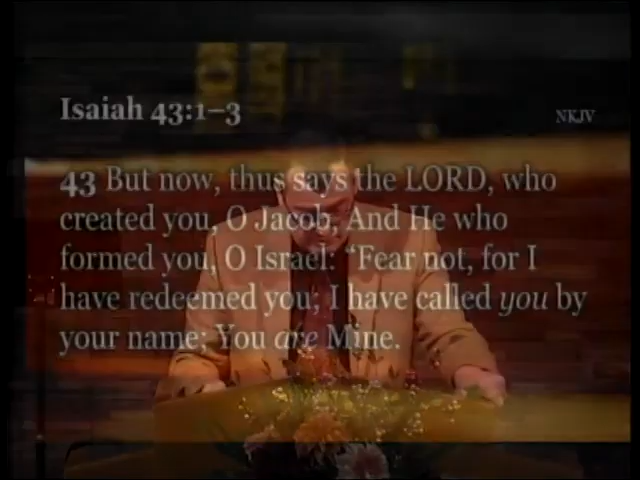 Isaiah 43:1–3
NKJV
43 But now, thus says the LORD, who
created you, O Jacob, And He who
formed you, O Israel: “Fear not, for I
have redeemed you; I have called you by
your name; You are Mine.